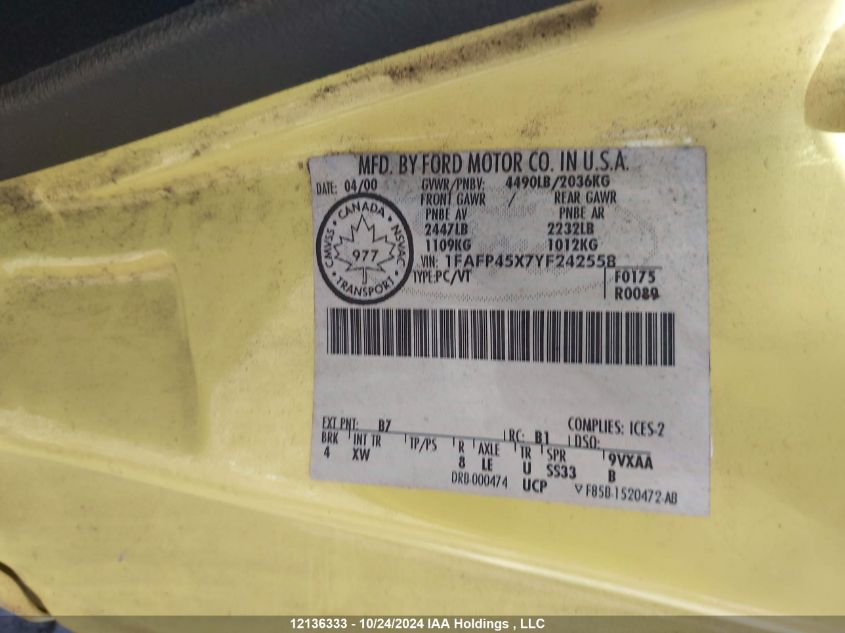 MFD. BY FORD MOTOR CO. IN U.S.A.
DATE: 04/00 GVWR/PNBV: 4490LB/2036KG
FRONT GAWR / REAR GAWR
PNBE AV PNBE AR
2447LB 2232LB
1109KG 1012KG
VIN: 1FAFP45X7YF242558
TYPE: PC/VT F0175
R0089
CANADA
CMVSS NSVAC
977
TRANSPORT
EXT PNT: B7 RC: B1 COMPLIES: ICES-2
DSO:
BRK INT TR TP/PS R AXLE TR SPR 9VXAA
4 XW 8 LE U SS33 B
DRB-000474 UCP ▽ F85B-1520472-AB
12136333 - 10/24/2024 IAA Holdings , LLC